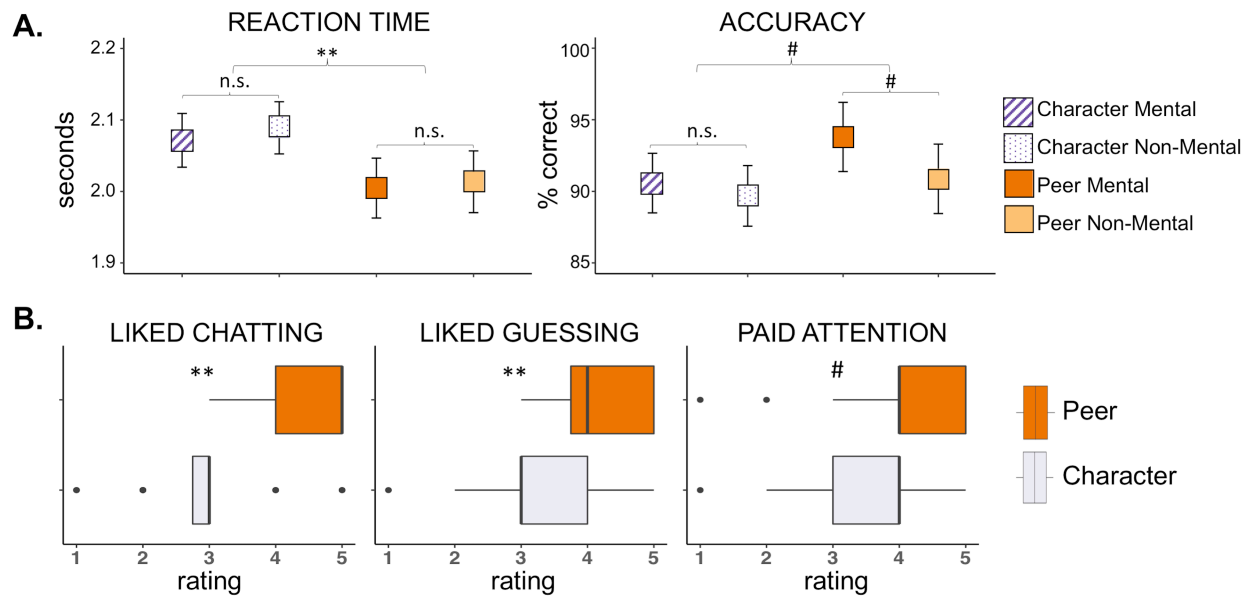 A.
REACTION TIME
ACCURACY
2.2
2.1
2.0
1.9
seconds
n.s.
**
n.s.
100
95
90
85
% correct
n.s.
#
#
Character Mental
Character Non-Mental
Peer Mental
Peer Non-Mental
B.
LIKED CHATTING
LIKED GUESSING
PAID ATTENTION
**
**
#
Peer
Character
1 2 3 4 5
1 2 3 4 5
1 2 3 4 5
rating
rating
rating